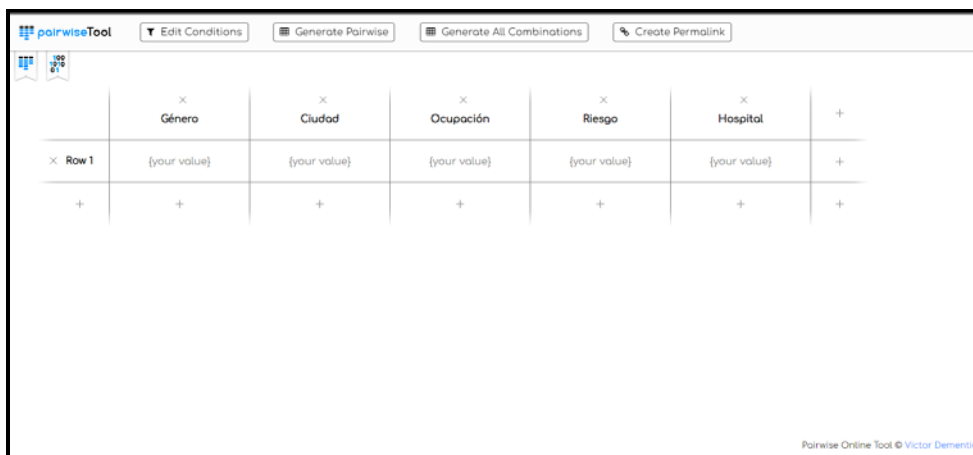 pairwiseTool Edit Conditions Generate Pairwise Generate All Combinations Create Permalink
Género Ciudad Ocupación Riesgo Hospital
Row 1 {your value} {your value} {your value} {your value} {your value}
Pairwise Online Tool © Victor Dementi